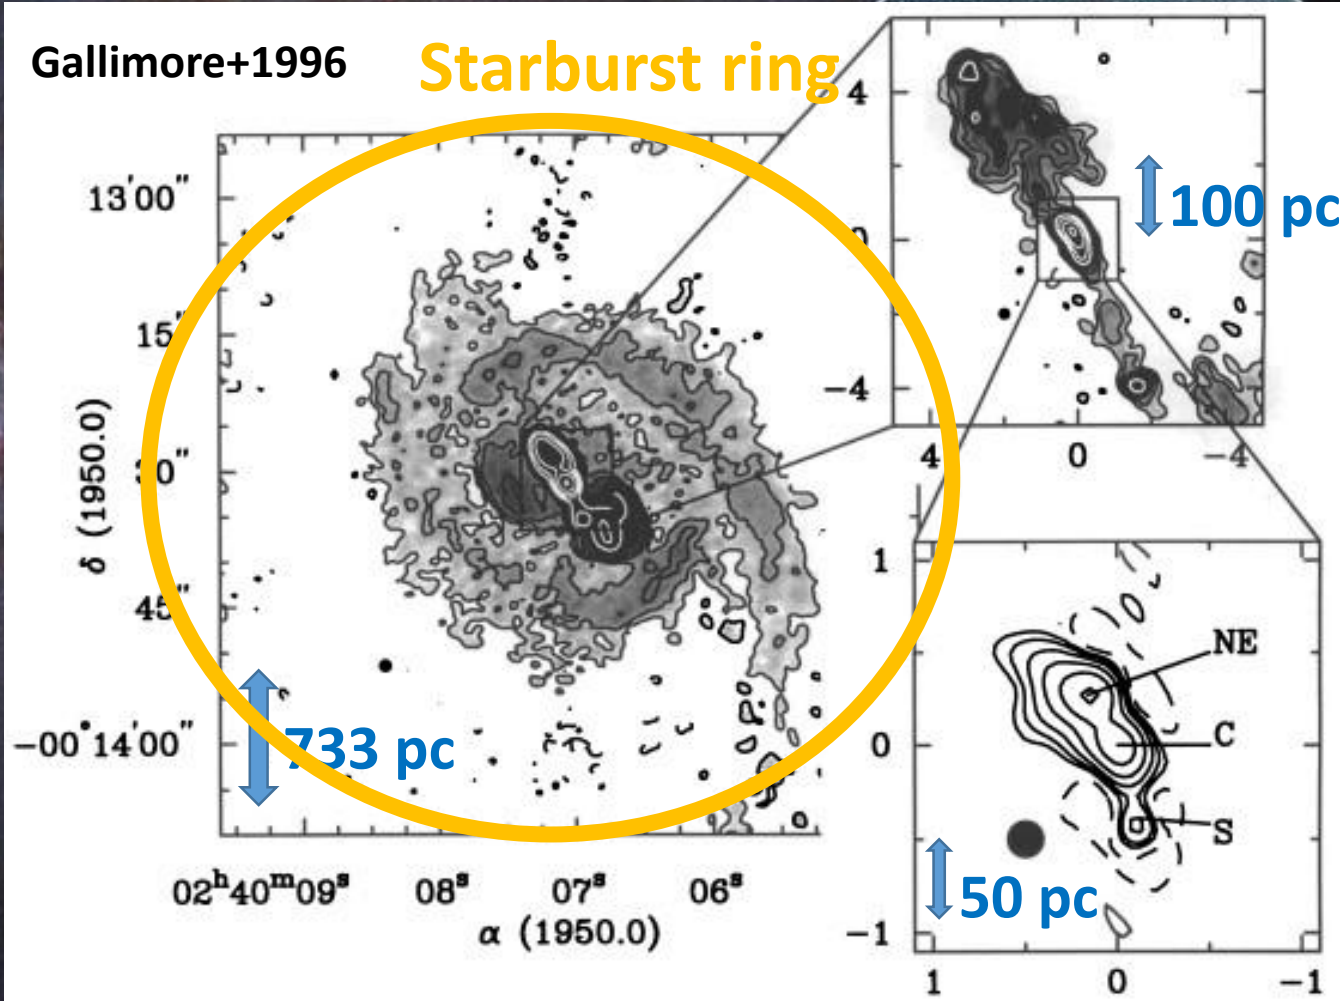 Gallimore+1996
Starburst ring
13'00"
15"
30"
45"
−00°14'00"
δ (1950.0)
733 pc
02ʰ40ᵐ09ˢ 08ˢ 07ˢ 06ˢ
α (1950.0)
4
0
−4
4 0 −4
100 pc
1
0
−1
NE
C
S
50 pc
1 0 −1